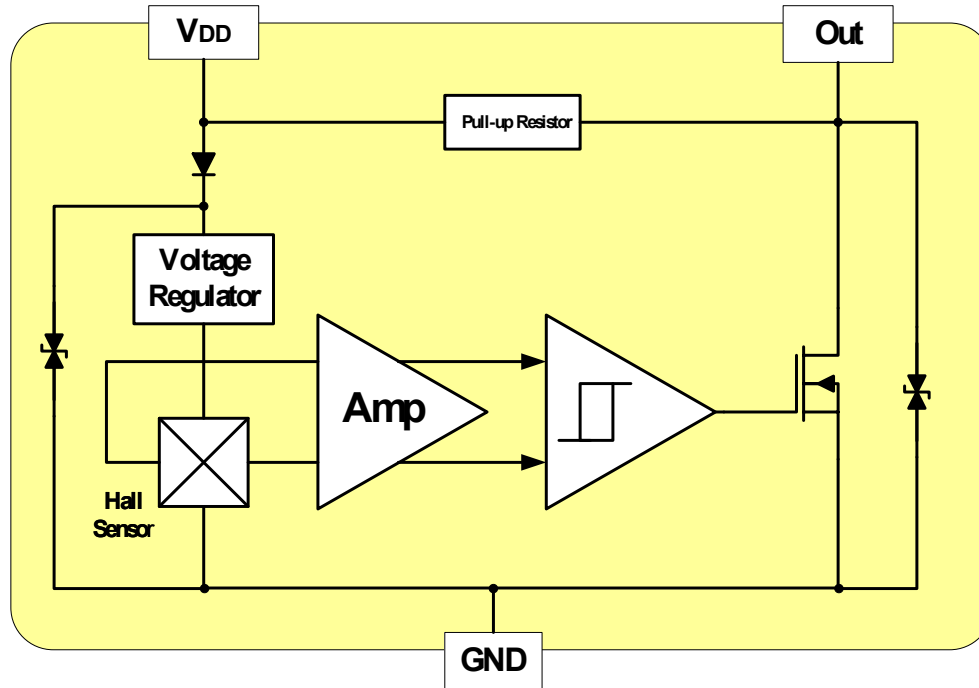 VDD
Out
Pull-up Resistor
Voltage
Regulator
Amp
Hall
Sensor
GND